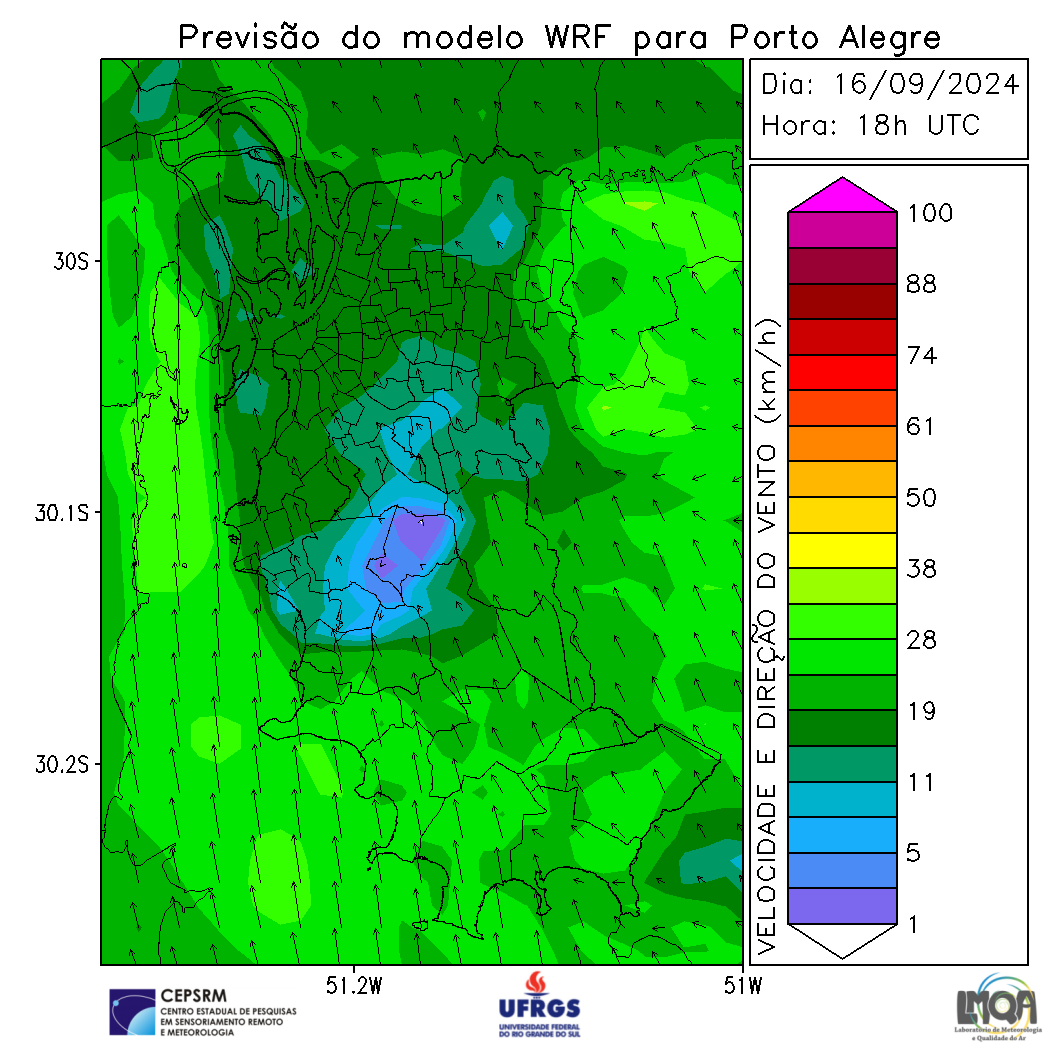 Previsão do modelo WRF para Porto Alegre
Dia: 16/09/2024
Hora: 18h UTC
30S
30.1S
30.2S
51.2W
51W
VELOCIDADE E DIREÇÃO DO VENTO (km/h)
100
88
74
61
50
38
28
19
11
5
1
CEPSRM
CENTRO ESTADUAL DE PESQUISAS
EM SENSORIAMENTO REMOTO
E METEOROLOGIA
UFRGS
UNIVERSIDADE FEDERAL
DO RIO GRANDE DO SUL
LMQA
Laboratório de Meteorologia
e Qualidade do Ar